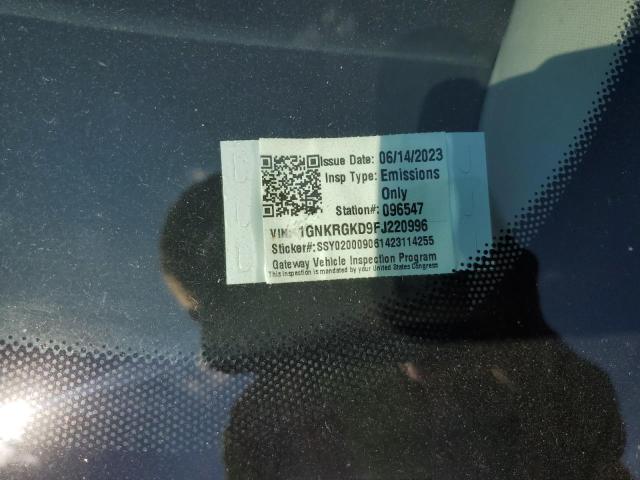 Issue Date: 06/14/2023
Insp Type: Emissions
Only
Station#: 096547
VIN: 1GNKRGKD9FJ220996
Sticker#:SSY020009061423114255
Gateway Vehicle Inspection Program
This inspection is mandated by your United States Congress